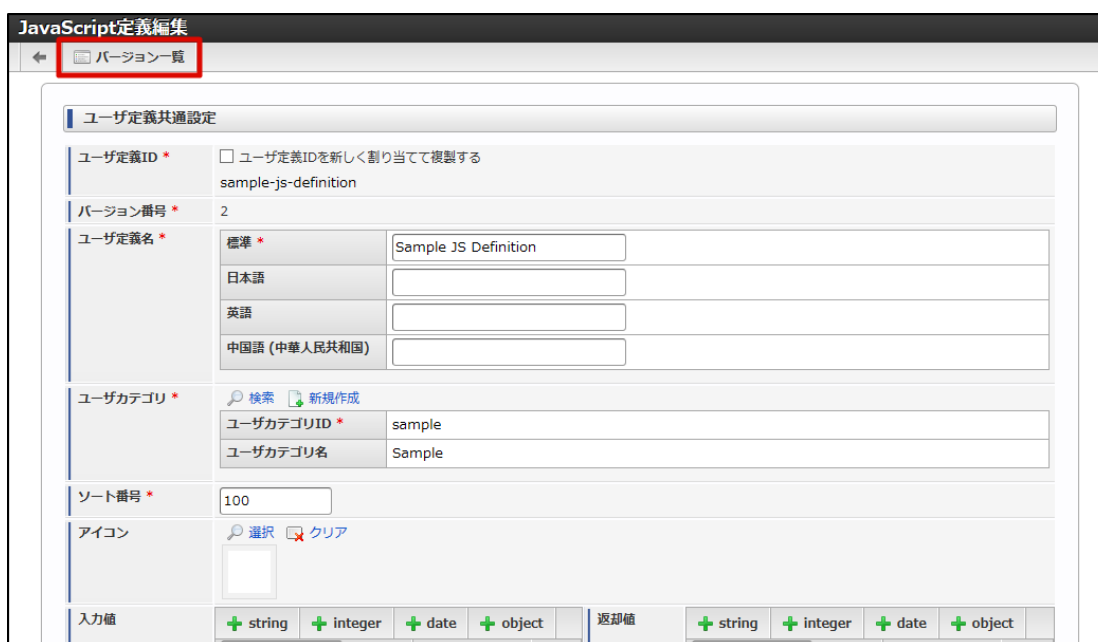 JavaScript定義編集
バージョン一覧
ユーザ定義共通設定
ユーザ定義ID *
ユーザ定義IDを新しく割り当てて複製する
sample-js-definition
バージョン番号 * 2
ユーザ定義名 *
標準 * Sample JS Definition
日本語
英語
中国語 (中華人民共和国)
ユーザカテゴリ * 検索 新規作成
ユーザカテゴリID * sample
ユーザカテゴリ名 Sample
ソート番号 * 100
アイコン 選択 クリア
入力値 string integer date object 返却値 string integer date object